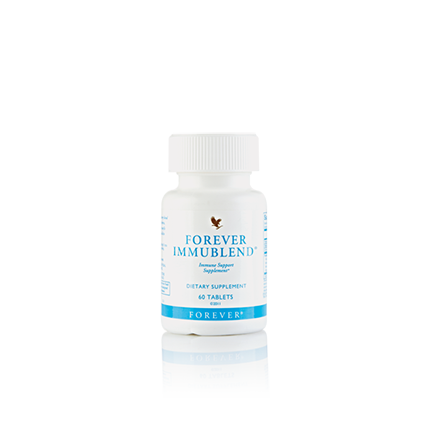 FOREVER
IMMUBLEND®
Immune Support
Supplement*
DIETARY SUPPLEMENT
60 TABLETS
FOREVER®